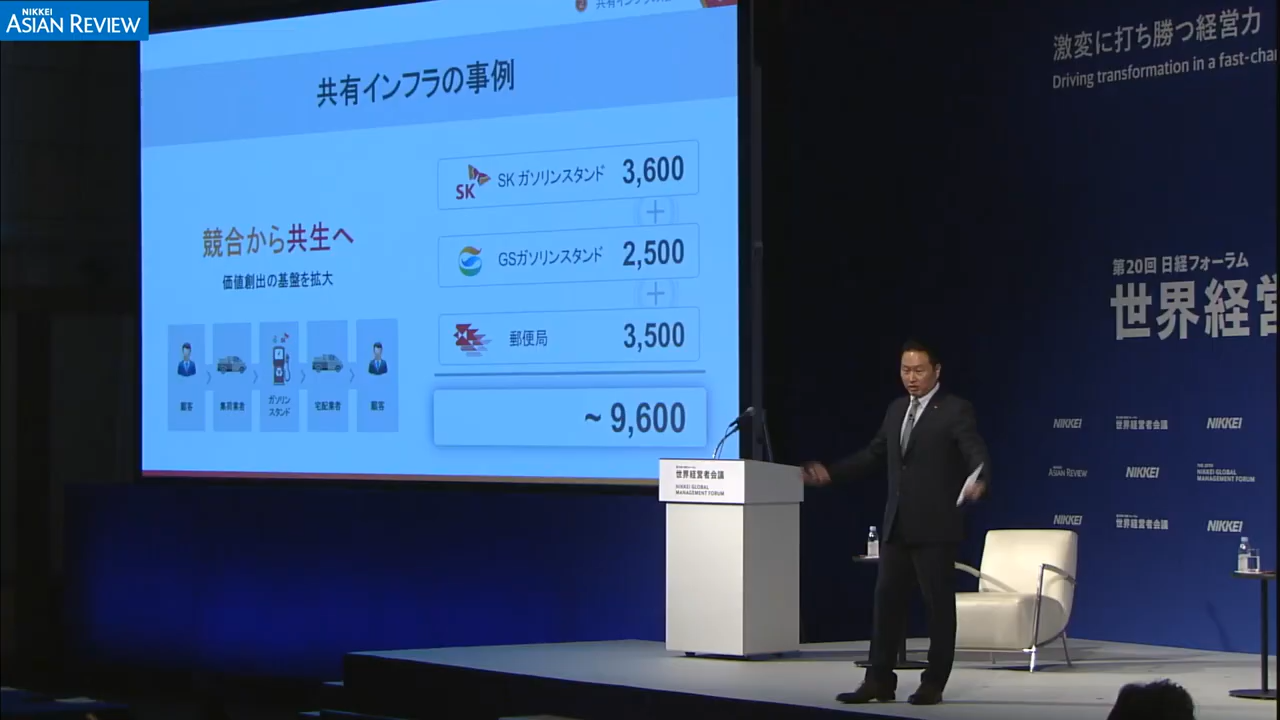 NIKKEI
ASIAN REVIEW
共有インフラの事例
SK
SK ガソリンスタンド 3,600
+
GSガソリンスタンド 2,500
+
郵便局 3,500
~ 9,600
競合から共生へ
価値創出の基盤を拡大
顧客
集荷業者
ガソリン
スタンド
宅配業者
顧客
激変に打ち勝つ経営力
Driving transformation in a fast-cha
第20回 日経フォーラム
世界経営
世界経営者会議
NIKKEI GLOBAL
MANAGEMENT FORUM
NIKKEI
世界経営者会議
NIKKEI
ASIAN REVIEW
NIKKEI
NIKKEI GLOBAL
MANAGEMENT FORUM
NIKKEI
世界経営者会議
NIKKEI